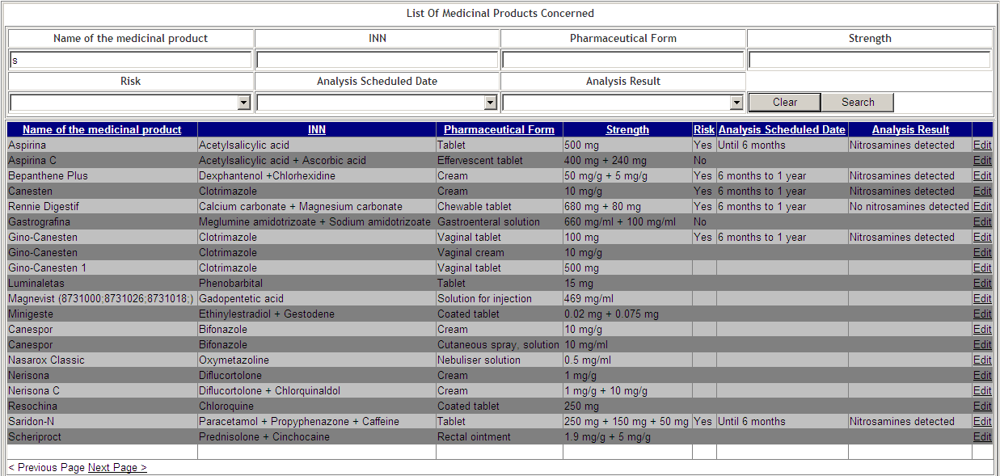 List Of Medicinal Products Concerned
Name of the medicinal product INN Pharmaceutical Form Strength
s
Risk Analysis Scheduled Date Analysis Result
Clear Search
Name of the medicinal product INN Pharmaceutical Form Strength Risk Analysis Scheduled Date Analysis Result
Aspirina Acetylsalicylic acid Tablet 500 mg Yes Until 6 months Nitrosamines detected Edit
Aspirina C Acetylsalicylic acid + Ascorbic acid Effervescent tablet 400 mg + 240 mg No Edit
Bepanthene Plus Dexphantenol +Chlorhexidine Cream 50 mg/g + 5 mg/g Yes 6 months to 1 year Nitrosamines detected Edit
Canesten Clotrimazole Cream 10 mg/g Yes 6 months to 1 year Nitrosamines detected Edit
Rennie Digestif Calcium carbonate + Magnesium carbonate Chewable tablet 680 mg + 80 mg Yes 6 months to 1 year No nitrosamines detected Edit
Gastrografina Meglumine amidotrizoate + Sodium amidotrizoate Gastroenteral solution 660 mg/ml + 100 mg/ml No Edit
Gino-Canesten Clotrimazole Vaginal tablet 100 mg Yes 6 months to 1 year Nitrosamines detected Edit
Gino-Canesten Clotrimazole Vaginal cream 10 mg/g Edit
Gino-Canesten 1 Clotrimazole Vaginal tablet 500 mg Edit
Luminaletas Phenobarbital Tablet 15 mg Edit
Magnevist (8731000;8731026;8731018;) Gadopentetic acid Solution for injection 469 mg/ml Edit
Minigeste Ethinylestradiol + Gestodene Coated tablet 0.02 mg + 0.075 mg Edit
Canespor Bifonazole Cream 10 mg/g Edit
Canespor Bifonazole Cutaneous spray, solution 10 mg/ml Edit
Nasarox Classic Oxymetazoline Nebuliser solution 0.5 mg/ml Edit
Nerisona Diflucortolone Cream 1 mg/g Edit
Nerisona C Diflucortolone + Chlorquinaldol Cream 1 mg/g + 10 mg/g Edit
Resochina Chloroquine Coated tablet 250 mg Edit
Saridon-N Paracetamol + Propyphenazone + Caffeine Tablet 250 mg + 150 mg + 50 mg Yes Until 6 months Nitrosamines detected Edit
Scheriproct Prednisolone + Cinchocaine Rectal ointment 1.9 mg/g + 5 mg/g Edit
< Previous Page Next Page >